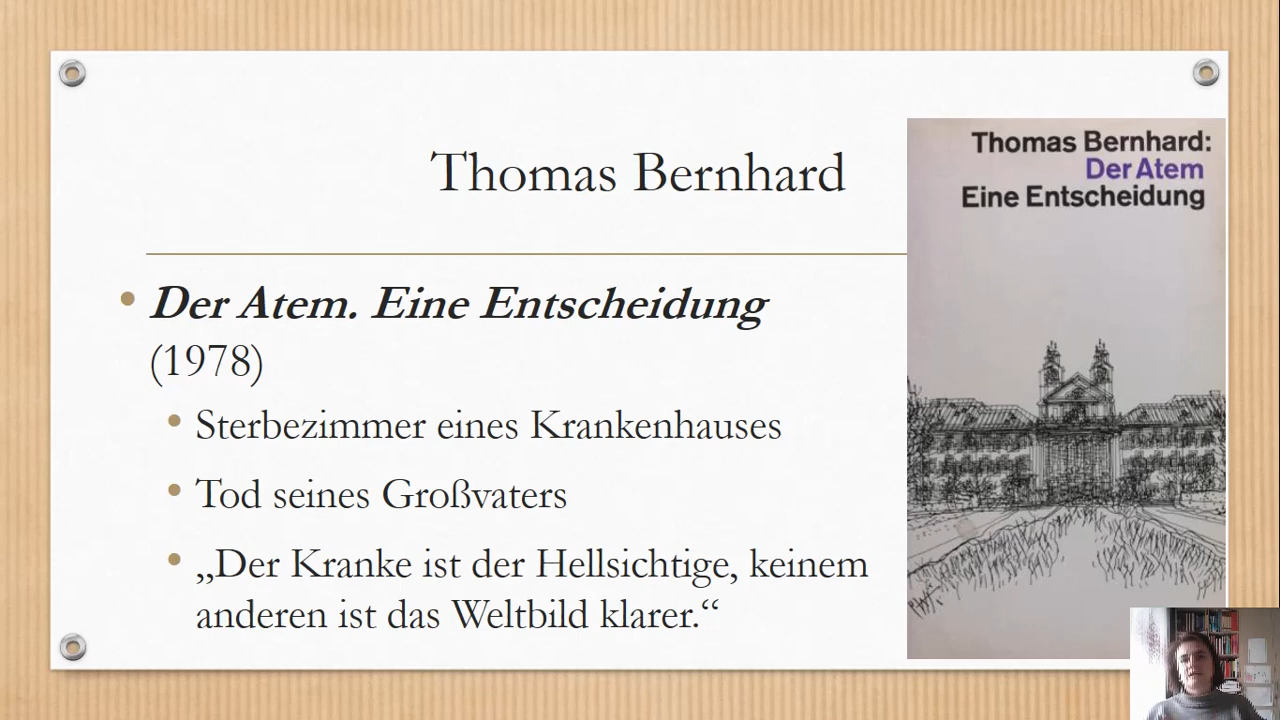 Thomas Bernhard
Der Atem. Eine Entscheidung
(1978)
Sterbezimmer eines Krankenhauses
Tod seines Großvaters
„Der Kranke ist der Hellsichtige, keinem
anderen ist das Weltbild klarer.“
Thomas Bernhard:
Der Atem
Eine Entscheidung